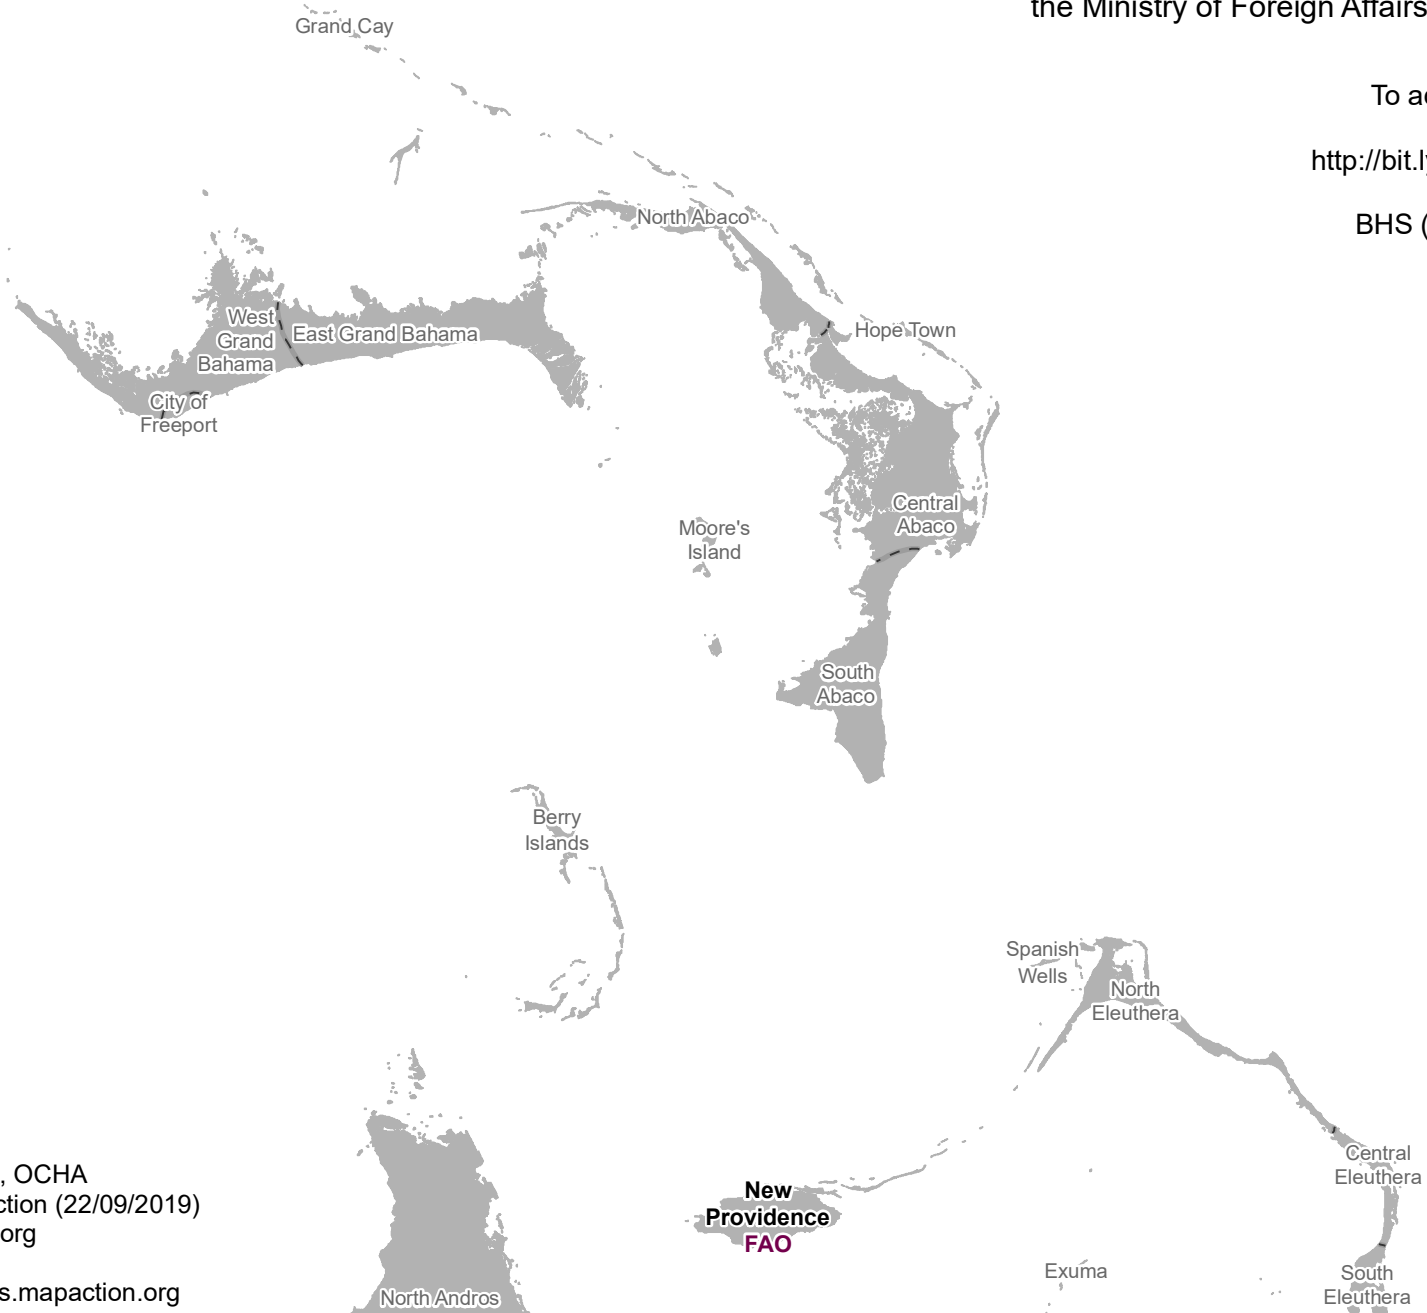 Grand Cay
the Ministry of Foreign Affairs
To
http://bit.l
BHS (
North Abaco
West
Grand
Bahama
East Grand Bahama
Hope Town
City of
Freeport
Central
Abaco
Moore's
Island
South
Abaco
Berry
Islands
Spanish
Wells
North
Eleuthera
Central
Eleuthera
, OCHA
ction (22/09/2019)
org
s.mapaction.org
New
Providence
FAO
Exuma
South
Eleuthera
North Andros